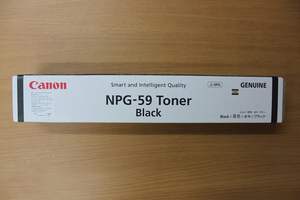 Canon
Smart and Intelligent Quality
GENUINE
NPG-59 Toner
Black